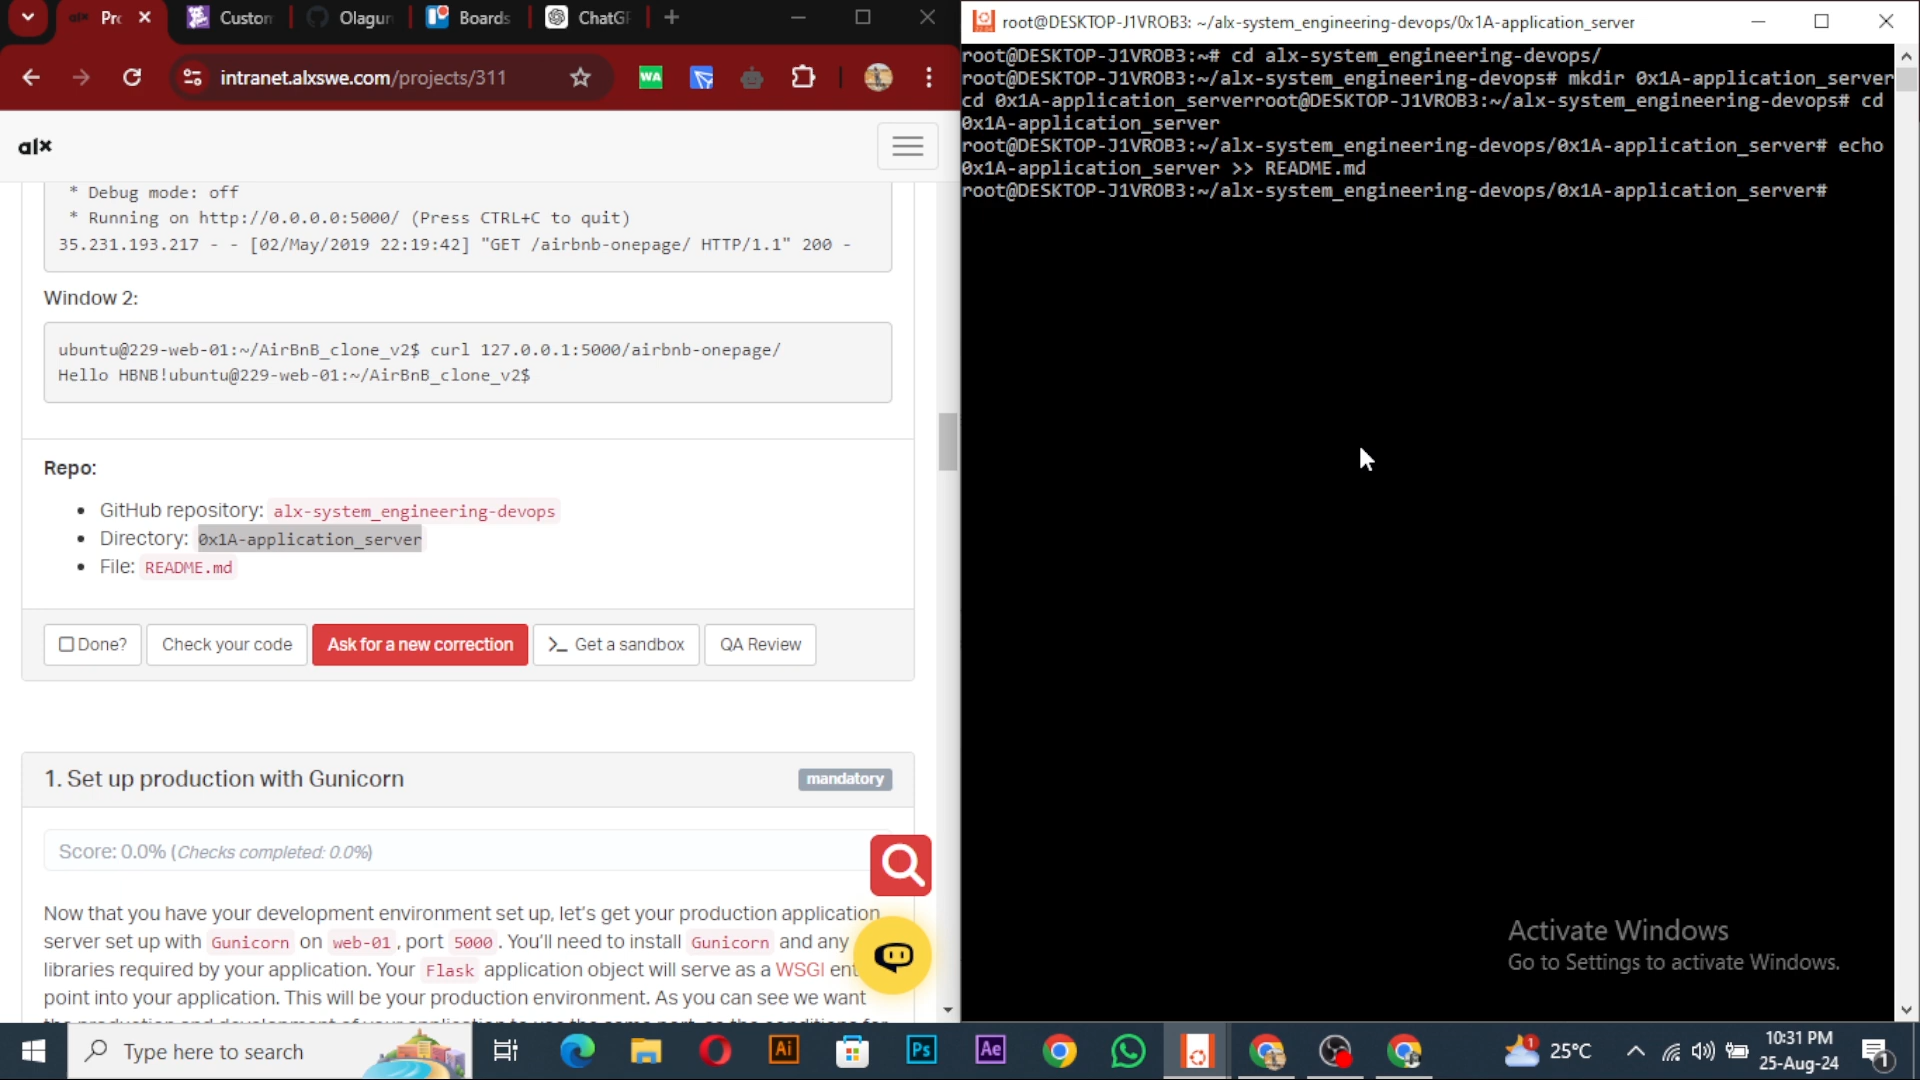 Pro
Custom
Olagun
Boards
ChatGP
intranet.alxswe.com/projects/311
WA
alx
* Debug mode: off
* Running on http://0.0.0.0:5000/ (Press CTRL+C to quit)
35.231.193.217 - - [02/May/2019 22:19:42] "GET /airbnb-onepage/ HTTP/1.1" 200 -
Window 2:
ubuntu@229-web-01:~/AirBnB_clone_v2$ curl 127.0.0.1:5000/airbnb-onepage/
Hello HBNB!ubuntu@229-web-01:~/AirBnB_clone_v2$
Repo:
GitHub repository: alx-system_engineering-devops
Directory: 0x1A-application_server
File: README.md
Done?
Check your code
Ask for a new correction
>_ Get a sandbox
QA Review
1. Set up production with Gunicorn
mandatory
Score: 0.0% (Checks completed: 0.0%)
Now that you have your development environment set up, let's get your production application
server set up with Gunicorn on web-01, port 5000. You'll need to install Gunicorn and any
libraries required by your application. Your Flask application object will serve as a WSGI ent
point into your application. This will be your production environment. As you can see we want
root@DESKTOP-J1VROB3: ~/alx-system_engineering-devops/0x1A-application_server
root@DESKTOP-J1VROB3:~# cd alx-system_engineering-devops/
root@DESKTOP-J1VROB3:~/alx-system_engineering-devops# mkdir 0x1A-application_server
cd 0x1A-application_serverroot@DESKTOP-J1VROB3:~/alx-system_engineering-devops# cd
0x1A-application_server
root@DESKTOP-J1VROB3:~/alx-system_engineering-devops/0x1A-application_server# echo
0x1A-application_server >> README.md
root@DESKTOP-J1VROB3:~/alx-system_engineering-devops/0x1A-application_server#
Activate Windows
Go to Settings to activate Windows.
Type here to search
Ai
Ps
Ae
1
25°C
10:31 PM
25-Aug-24
1